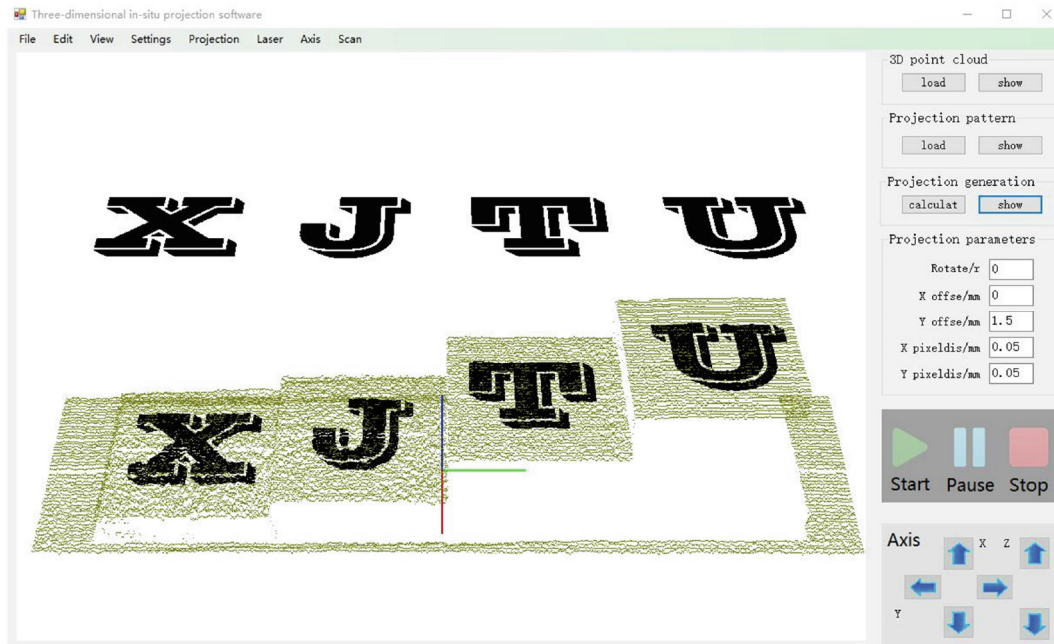 Three-dimensional in-situ projection software
File Edit View Settings Projection Laser Axis Scan
3D point cloud
load show
Projection pattern
load show
Projection generation
calculat show
Projection parameters
Rotate/r 0
X offse/mm 0
Y offse/mm 1.5
X pixeldis/mm 0.05
Y pixeldis/mm 0.05
X J T U
X J T U
Start Pause Stop
Axis X Z
Y